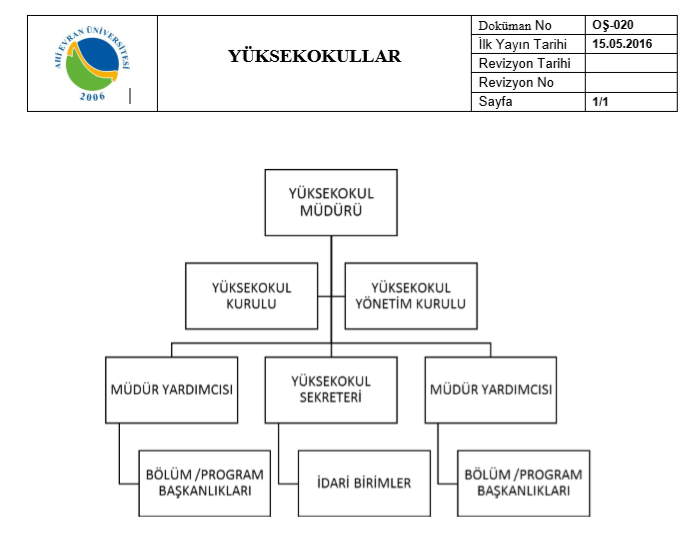 AHİ EVRAN ÜNİVERSİTESİ
2006
YÜKSEKOKULLAR
Doküman No OŞ-020
İlk Yayın Tarihi 15.05.2016
Revizyon Tarihi
Revizyon No
Sayfa 1/1
YÜKSEKOKUL
MÜDÜRÜ
YÜKSEKOKUL
KURULU
YÜKSEKOKUL
YÖNETİM KURULU
MÜDÜR YARDIMCISI
YÜKSEKOKUL
SEKRETERİ
MÜDÜR YARDIMCISI
BÖLÜM /PROGRAM
BAŞKANLIKLARI
İDARİ BİRİMLER
BÖLÜM /PROGRAM
BAŞKANLIKLARI